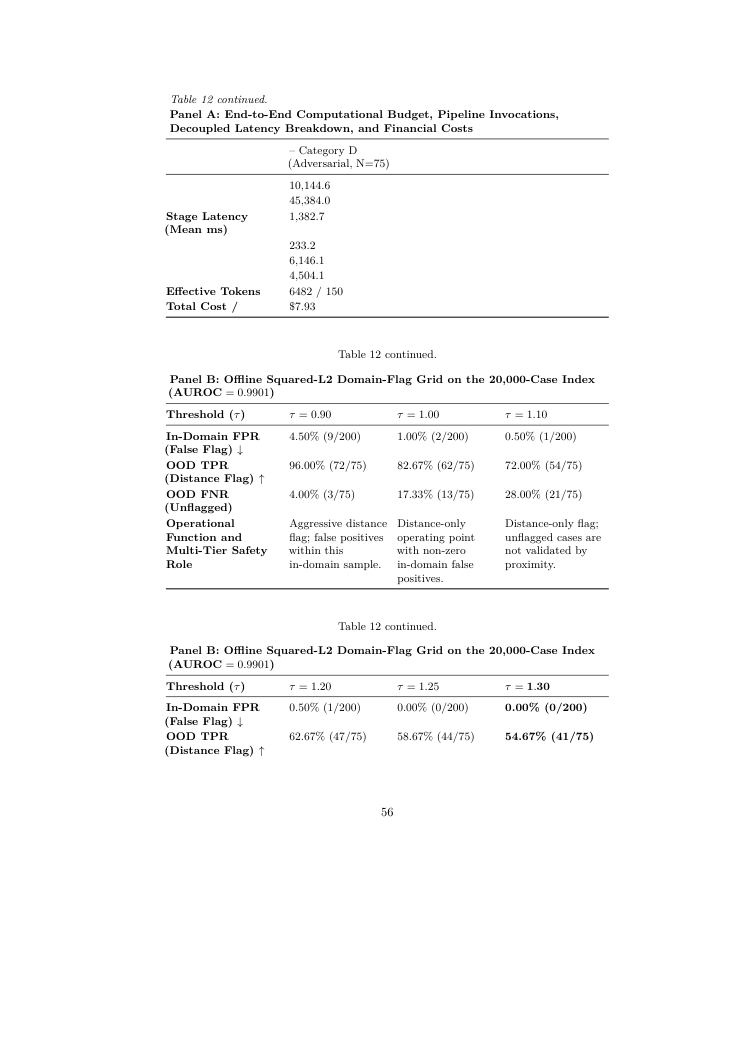 Table 12 continued.
Panel A: End-to-End Computational Budget, Pipeline Invocations,
Decoupled Latency Breakdown, and Financial Costs
– Category D
(Adversarial, N=75)
10,144.6
45,384.0
Stage Latency 1,382.7
(Mean ms)
233.2
6,146.1
4,504.1
Effective Tokens 6482 / 150
Total Cost / $7.93
Table 12 continued.
Panel B: Offline Squared-L2 Domain-Flag Grid on the 20,000-Case Index
(AUROC = 0.9901)
Threshold (τ) τ = 0.90 τ = 1.00 τ = 1.10
In-Domain FPR 4.50% (9/200) 1.00% (2/200) 0.50% (1/200)
(False Flag) ↓
OOD TPR 96.00% (72/75) 82.67% (62/75) 72.00% (54/75)
(Distance Flag) ↑
OOD FNR 4.00% (3/75) 17.33% (13/75) 28.00% (21/75)
(Unflagged)
Operational Aggressive distance Distance-only Distance-only flag;
Function and flag; false positives operating point unflagged cases are
Multi-Tier Safety within this with non-zero not validated by
Role in-domain sample. in-domain false proximity.
positives.
Table 12 continued.
Panel B: Offline Squared-L2 Domain-Flag Grid on the 20,000-Case Index
(AUROC = 0.9901)
Threshold (τ) τ = 1.20 τ = 1.25 τ = 1.30
In-Domain FPR 0.50% (1/200) 0.00% (0/200) 0.00% (0/200)
(False Flag) ↓
OOD TPR 62.67% (47/75) 58.67% (44/75) 54.67% (41/75)
(Distance Flag) ↑
56